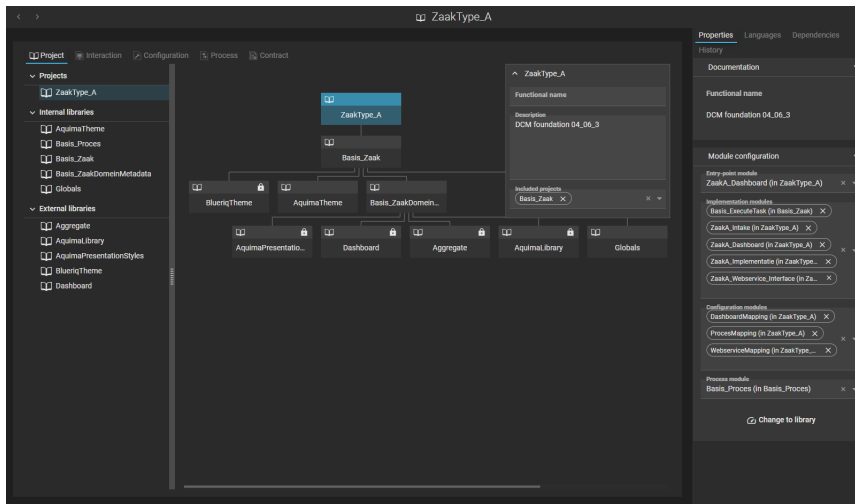 ZaakType_A
Project
Interaction
Configuration
Process
Contract
Projects
ZaakType_A
Internal libraries
AquimaTheme
Basis_Proces
Basis_Zaak
Basis_ZaakDomeinMetadata
Globals
External libraries
Aggregate
AquimaLibrary
AquimaPresentationStyles
BlueriqTheme
Dashboard
ZaakType_A
Basis_Zaak
BlueriqTheme
AquimaTheme
Basis_ZaakDomein...
AquimaPresentatio...
Dashboard
Aggregate
AquimaLibrary
Globals
ZaakType_A
Functional name
Description
DCM foundation 04_06_3
Included projects
Basis_Zaak
Properties
Languages
Dependencies
History
Documentation
Functional name
DCM foundation 04_06_3
Module configuration
Entry-point module
ZaakA_Dashboard (in ZaakType_A)
Implementation modules
Basis_ExecuteTask (in Basis_Zaak)
ZaakA_Intake (in ZaakType_A)
ZaakA_Dashboard (in ZaakType_A)
ZaakA_Implementatie (in ZaakType...
ZaakA_Webservice_Interface (in Za...
Configuration modules
DashboardMapping (in ZaakType_A)
ProcesMapping (in ZaakType_A)
WebserviceMapping (in ZaakType_...
Process module
Basis_Proces (in Basis_Proces)
Change to library